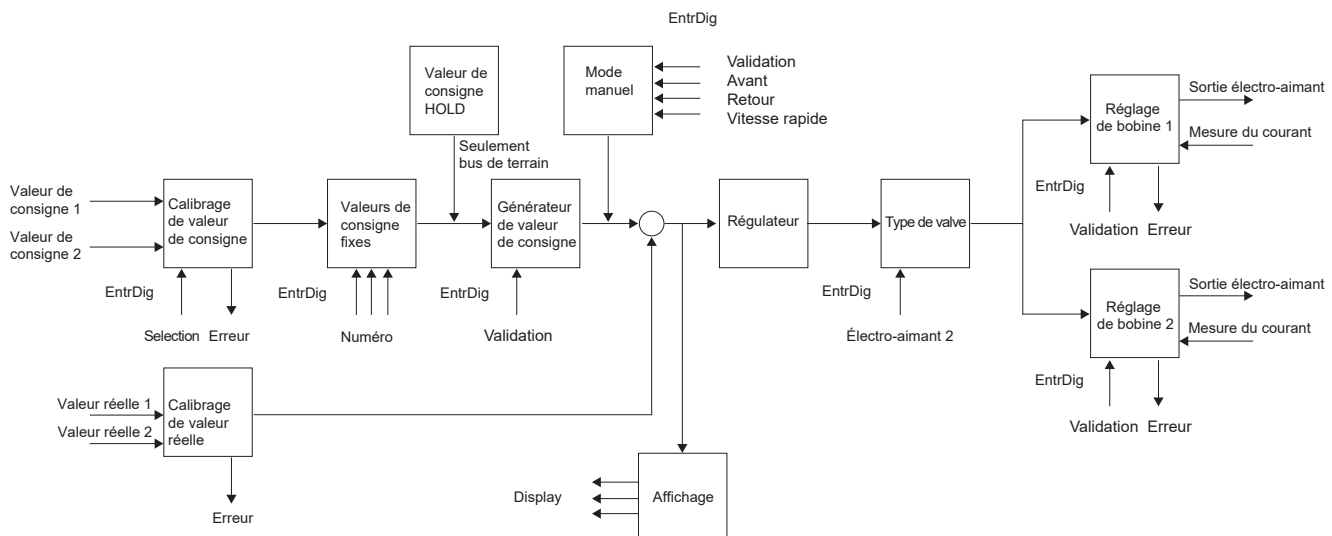 EntrDig
Valeur de
consigne
HOLD
Mode
manuel
Validation
Avant
Retour
Vitesse rapide
Seulement
bus de terrain
Réglage
de bobine 1
Sortie électro-aimant
Mesure du courant
EntrDig
Validation Erreur
Valeur de
consigne 1
Valeur de
consigne 2
Calibrage
de valeur
de consigne
EntrDig
Selection Erreur
Valeurs de
consigne
fixes
EntrDig
Numéro
Générateur
de valeur
de consigne
EntrDig
Validation
Régulateur
Type de valve
EntrDig
Électro-aimant 2
Réglage
de bobine 2
Sortie électro-aimant
Mesure du courant
EntrDig
Validation Erreur
Valeur réelle 1
Valeur réelle 2
Calibrage
de valeur
réelle
Erreur
Display
Affichage